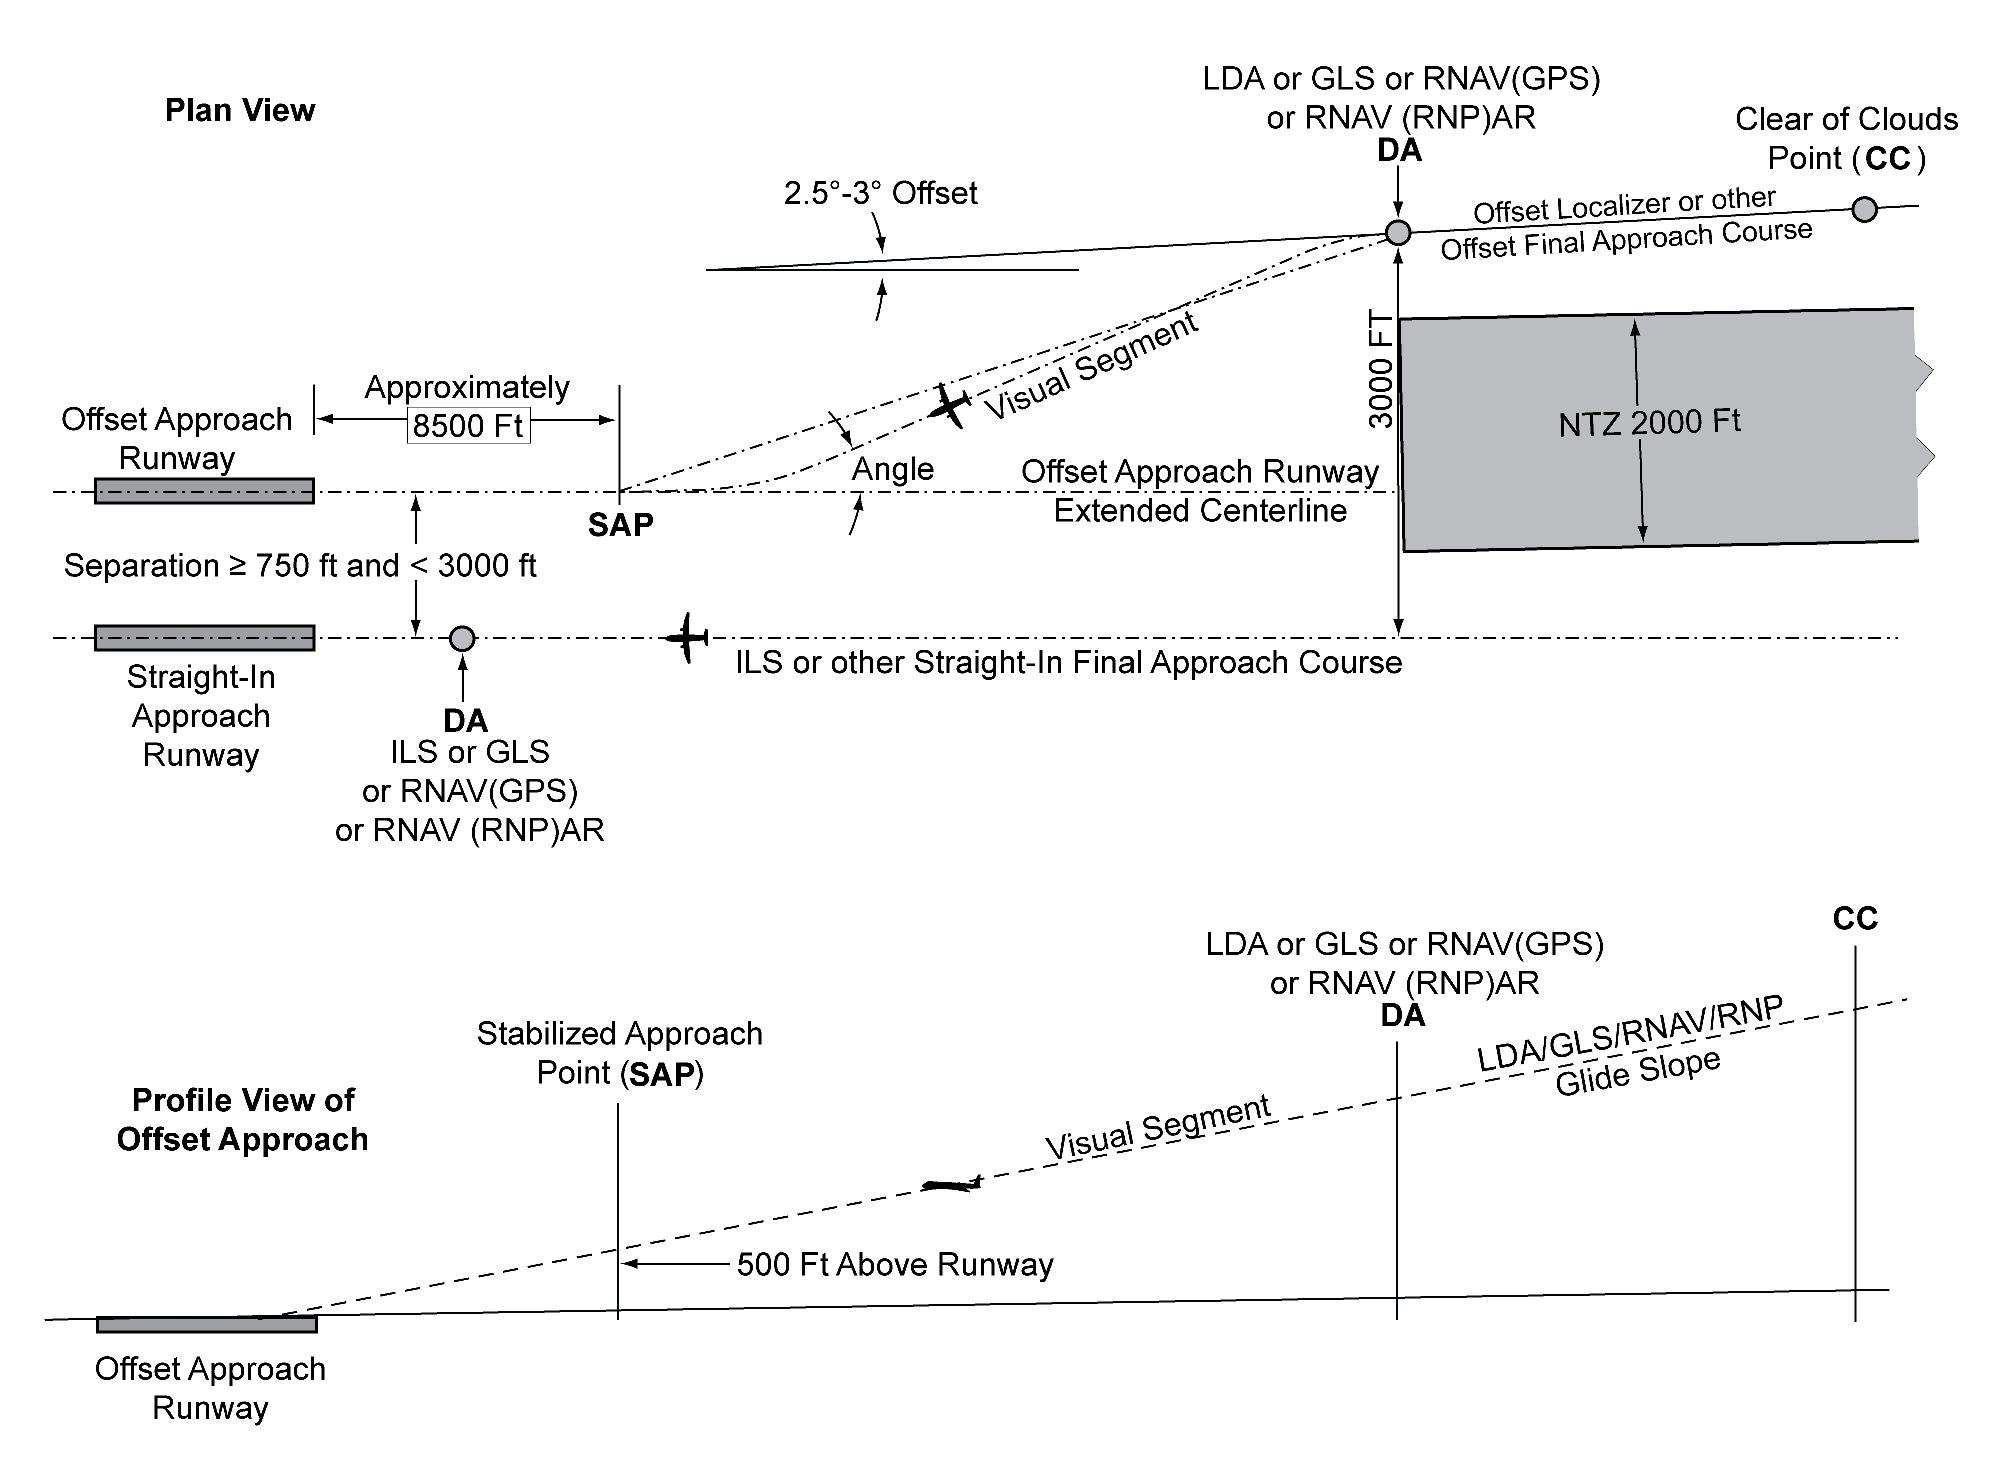 Plan View
LDA or GLS or RNAV(GPS)
or RNAV (RNP)AR
DA
Clear of Clouds
Point (CC)
2.5°-3° Offset
Offset Localizer or other
Offset Final Approach Course
Approximately
8500 Ft
Offset Approach
Runway
Visual Segment
3000 FT
NTZ 2000 Ft
Angle
Offset Approach Runway
Extended Centerline
SAP
Separation ≥ 750 ft and < 3000 ft
ILS or other Straight-In Final Approach Course
Straight-In
Approach
Runway
DA
ILS or GLS
or RNAV(GPS)
or RNAV (RNP)AR
CC
LDA or GLS or RNAV(GPS)
or RNAV (RNP)AR
DA
LDA/GLS/RNAV/RNP
Glide Slope
Stabilized Approach
Point (SAP)
Profile View of
Offset Approach
Visual Segment
500 Ft Above Runway
Offset Approach
Runway